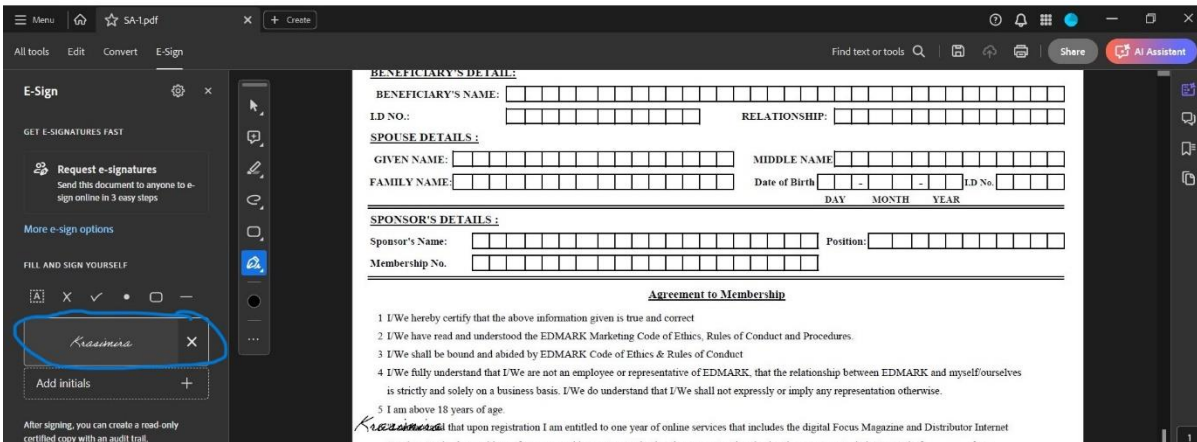 Menu SA-1.pdf Create
All tools Edit Convert E-Sign Find text or tools Share AI Assistant
E-Sign
GET E-SIGNATURES FAST
Request e-signatures
Send this document to anyone to e-
sign online in 3 easy steps
More e-sign options
FILL AND SIGN YOURSELF
Krasimira
Add initials
After signing, you can create a read-only
certified copy with an audit trail.
BENEFICIARY'S DETAIL:
BENEFICIARY'S NAME:
I.D NO.: RELATIONSHIP:
SPOUSE DETAILS :
GIVEN NAME: MIDDLE NAME
FAMILY NAME: Date of Birth - - I.D No.
DAY MONTH YEAR
SPONSOR'S DETAILS :
Sponsor's Name: Position:
Membership No.
Agreement to Membership
1 I/We hereby certify that the above information given is true and correct
2 I/We have read and understood the EDMARK Marketing Code of Ethics, Rules of Conduct and Procedures.
3 I/We shall be bound and abided by EDMARK Code of Ethics & Rules of Conduct
4 I/We fully understand that I/We are not an employee or representative of EDMARK, that the relationship between EDMARK and myself/ourselves
is strictly and solely on a business basis. I/We do understand that I/We shall not expressly or imply any representation otherwise.
5 I am above 18 years of age.
Krasimira that upon registration I am entitled to one year of online services that includes the digital Focus Magazine and Distributor Internet